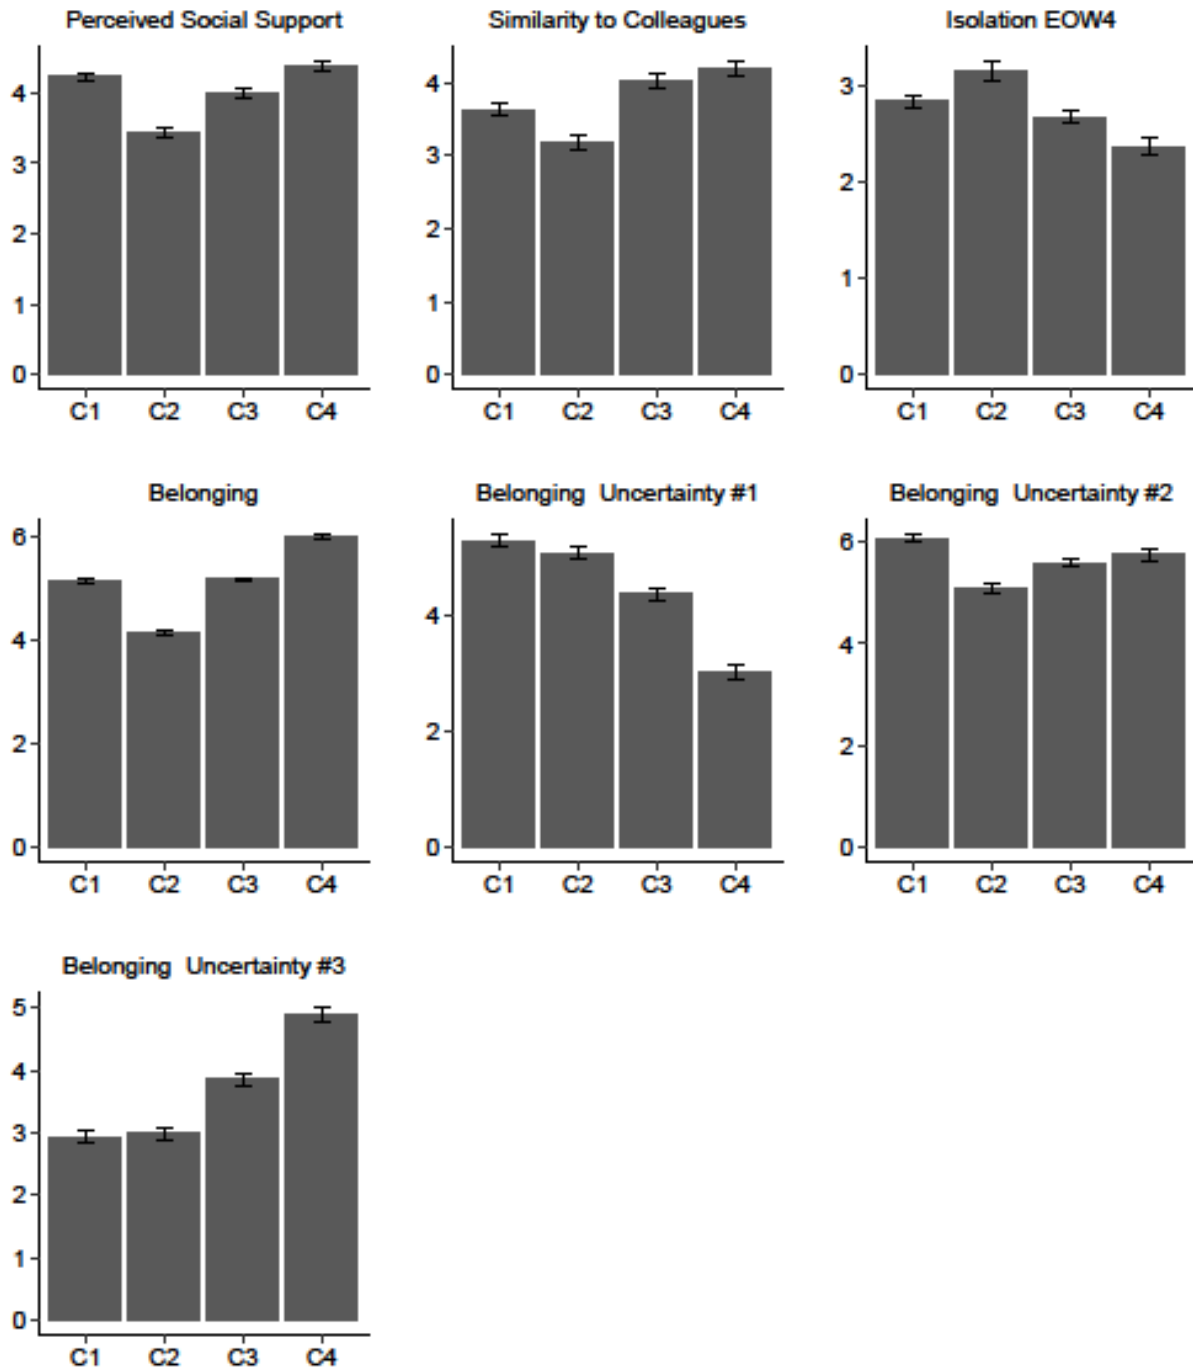 Perceived Social Support
4
3
2
1
0
C1 C2 C3 C4
Similarity to Colleagues
4
3
2
1
0
C1 C2 C3 C4
Isolation EOW4
3
2
1
0
C1 C2 C3 C4
Belonging
6
4
2
0
C1 C2 C3 C4
Belonging Uncertainty #1
4
2
0
C1 C2 C3 C4
Belonging Uncertainty #2
6
4
2
0
C1 C2 C3 C4
Belonging Uncertainty #3
5
4
3
2
1
0
C1 C2 C3 C4